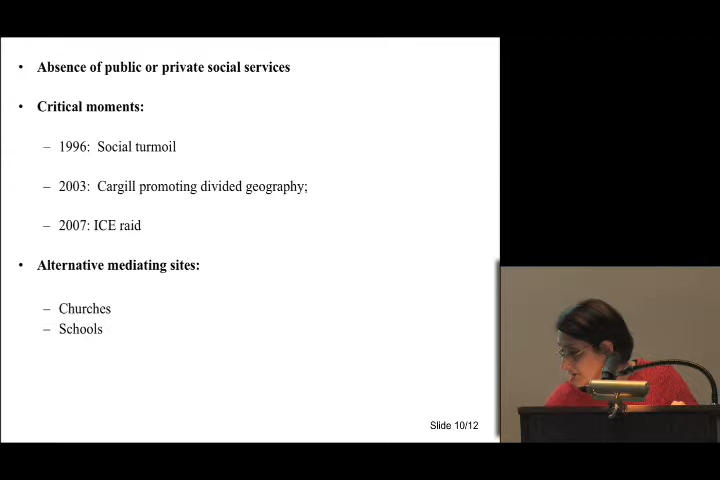 • Absence of public or private social services
• Critical moments:
– 1996: Social turmoil
– 2003: Cargill promoting divided geography;
– 2007: ICE raid
• Alternative mediating sites:
– Churches
– Schools
Slide 10/12